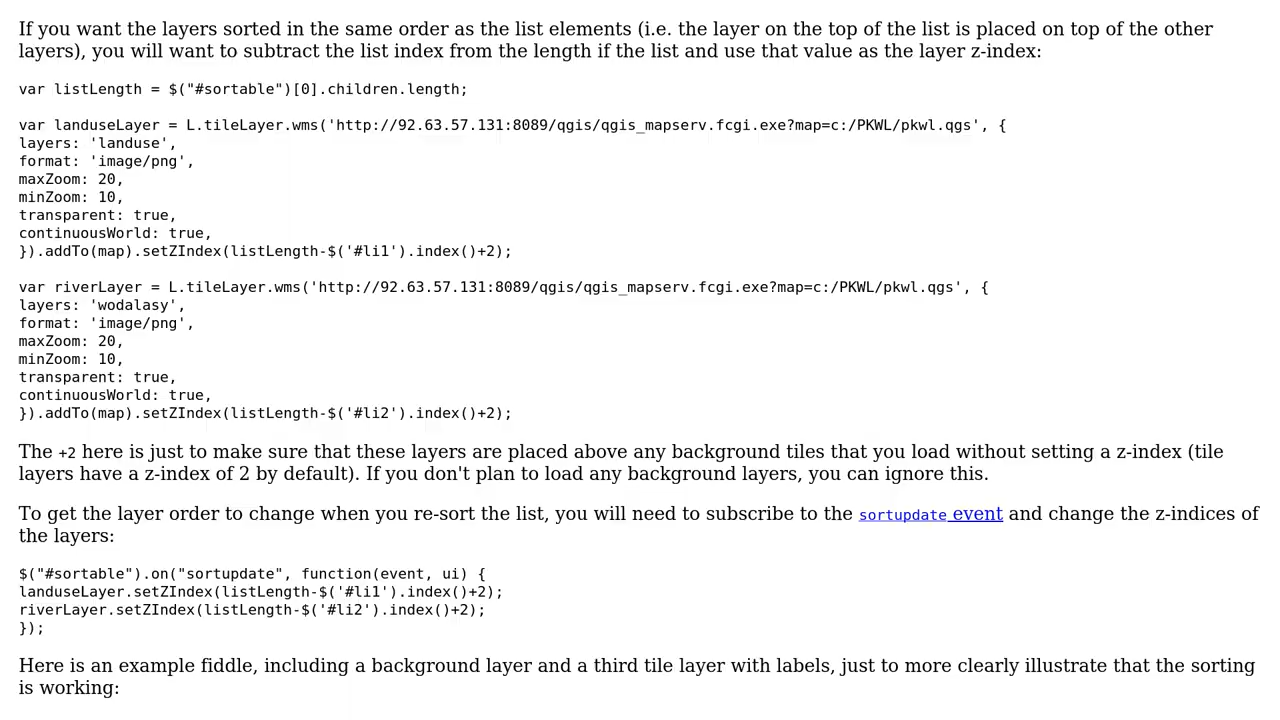 If you want the layers sorted in the same order as the list elements (i.e. the layer on the top of the list is placed on top of the other
layers), you will want to subtract the list index from the length if the list and use that value as the layer z-index:
var listLength = $("#sortable")[0].children.length;
var landuseLayer = L.tileLayer.wms('http://92.63.57.131:8089/qgis/qgis_mapserv.fcgi.exe?map=c:/PKWL/pkwl.qgs', {
layers: 'landuse',
format: 'image/png',
maxZoom: 20,
minZoom: 10,
transparent: true,
continuousWorld: true,
}).addTo(map).setZIndex(listLength-$('#li1').index()+2);
var riverLayer = L.tileLayer.wms('http://92.63.57.131:8089/qgis/qgis_mapserv.fcgi.exe?map=c:/PKWL/pkwl.qgs', {
layers: 'wodalasy',
format: 'image/png',
maxZoom: 20,
minZoom: 10,
transparent: true,
continuousWorld: true,
}).addTo(map).setZIndex(listLength-$('#li2').index()+2);
The +2 here is just to make sure that these layers are placed above any background tiles that you load without setting a z-index (tile
layers have a z-index of 2 by default). If you don't plan to load any background layers, you can ignore this.
To get the layer order to change when you re-sort the list, you will need to subscribe to the sortupdate event and change the z-indices of
the layers:
$("#sortable").on("sortupdate", function(event, ui) {
landuseLayer.setZIndex(listLength-$('#li1').index()+2);
riverLayer.setZIndex(listLength-$('#li2').index()+2);
});
Here is an example fiddle, including a background layer and a third tile layer with labels, just to more clearly illustrate that the sorting
is working: